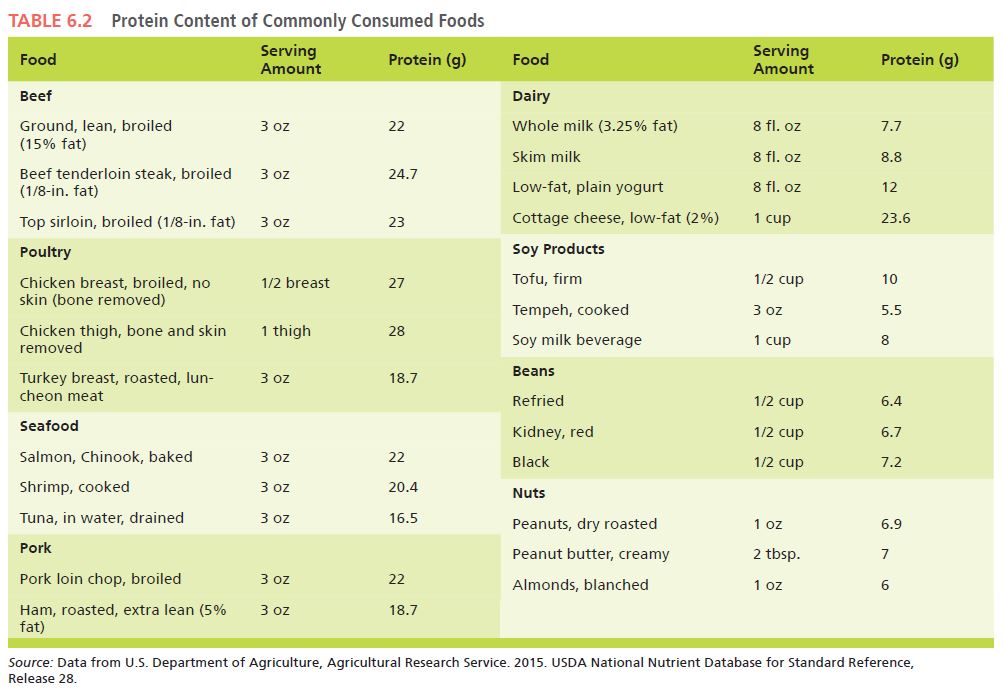 TABLE 6.2 Protein Content of Commonly Consumed Foods
Food Serving Amount Protein (g)
Beef
Ground, lean, broiled (15% fat) 3 oz 22
Beef tenderloin steak, broiled (1/8-in. fat) 3 oz 24.7
Top sirloin, broiled (1/8-in. fat) 3 oz 23
Poultry
Chicken breast, broiled, no skin (bone removed) 1/2 breast 27
Chicken thigh, bone and skin removed 1 thigh 28
Turkey breast, roasted, lun-cheon meat 3 oz 18.7
Seafood
Salmon, Chinook, baked 3 oz 22
Shrimp, cooked 3 oz 20.4
Tuna, in water, drained 3 oz 16.5
Pork
Pork loin chop, broiled 3 oz 22
Ham, roasted, extra lean (5% fat) 3 oz 18.7
Food Serving Amount Protein (g)
Dairy
Whole milk (3.25% fat) 8 fl. oz 7.7
Skim milk 8 fl. oz 8.8
Low-fat, plain yogurt 8 fl. oz 12
Cottage cheese, low-fat (2%) 1 cup 23.6
Soy Products
Tofu, firm 1/2 cup 10
Tempeh, cooked 3 oz 5.5
Soy milk beverage 1 cup 8
Beans
Refried 1/2 cup 6.4
Kidney, red 1/2 cup 6.7
Black 1/2 cup 7.2
Nuts
Peanuts, dry roasted 1 oz 6.9
Peanut butter, creamy 2 tbsp. 7
Almonds, blanched 1 oz 6
Source: Data from U.S. Department of Agriculture, Agricultural Research Service. 2015. USDA National Nutrient Database for Standard Reference,
Release 28.